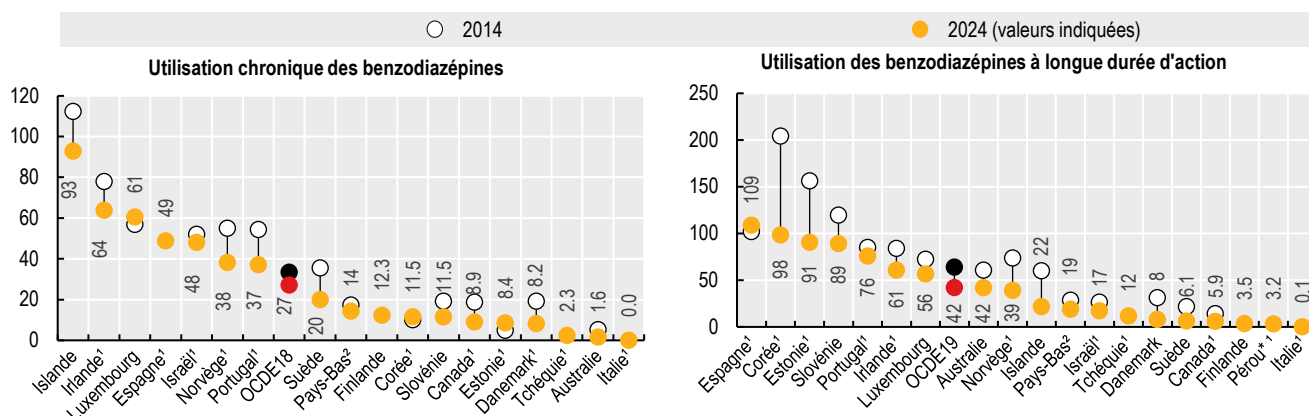 2014
2024 (valeurs indiquées)
Utilisation chronique des benzodiazépines
120
100
80
60
40
20
0
93
64
61
49
48
38
37
27
20
14
12.3
11.5
11.5
8.9
8.4
8.2
2.3
1.6
0.0
Islande
Irlande¹
Luxembourg
Espagne¹
Israël¹
Norvège¹
Portugal¹
OCDE18
Suède
Pays-Bas²
Finlande
Corée¹
Slovénie
Canada¹
Estonie¹
Danemark¹
Tchéquie¹
Australie
Italie¹
Utilisation des benzodiazépines à longue durée d'action
250
200
150
100
50
0
109
98
91
89
76
61
56
42
42
39
22
19
17
12
8
6.1
5.9
3.5
3.2
0.1
Espagne¹
Corée¹
Estonie¹
Slovénie
Portugal¹
Irlande¹
Luxembourg
OCDE19
Australie
Norvège¹
Islande
Pays-Bas²
Israël¹
Tchéquie¹
Danemark
Suède
Canada¹
Finlande
Pérou* ¹
Italie¹